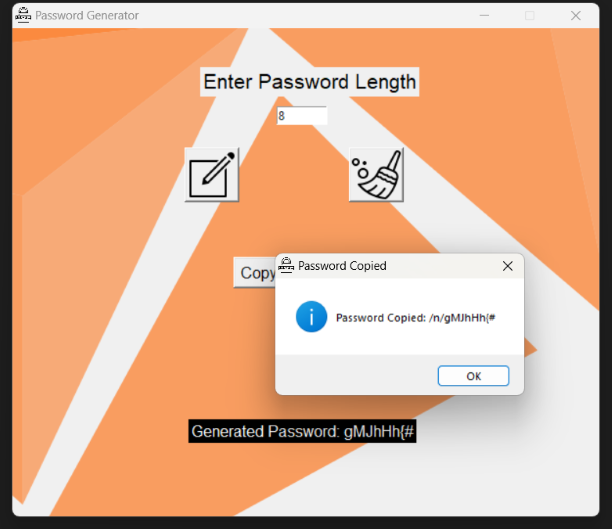 Password Generator
Enter Password Length
8
Copy
Password Copied
Password Copied: /n/gMJhHh{#
OK
Generated Password: gMJhHh{#